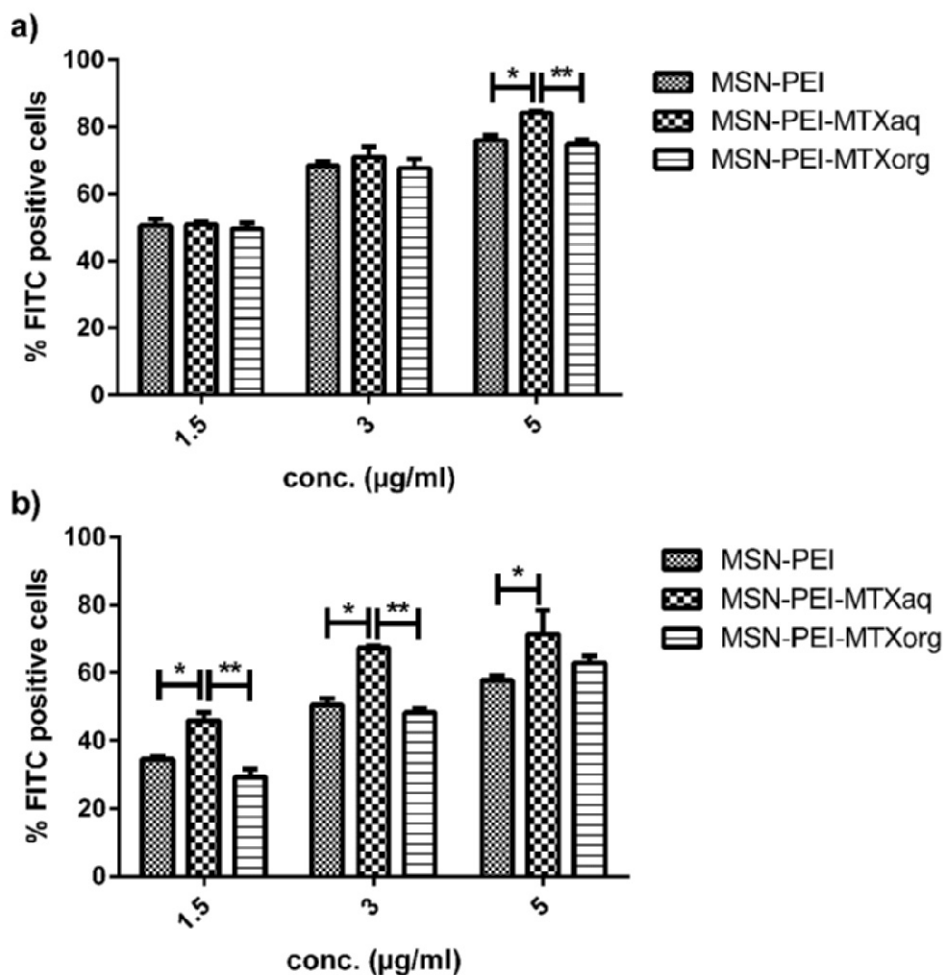 a)
100
80
60
40
20
0
% FITC positive cells
* **
1.5 3 5
conc. (µg/ml)
MSN-PEI
MSN-PEI-MTXaq
MSN-PEI-MTXorg
b)
100
80
60
40
20
0
% FITC positive cells
* ** * ** *
1.5 3 5
conc. (µg/ml)
MSN-PEI
MSN-PEI-MTXaq
MSN-PEI-MTXorg